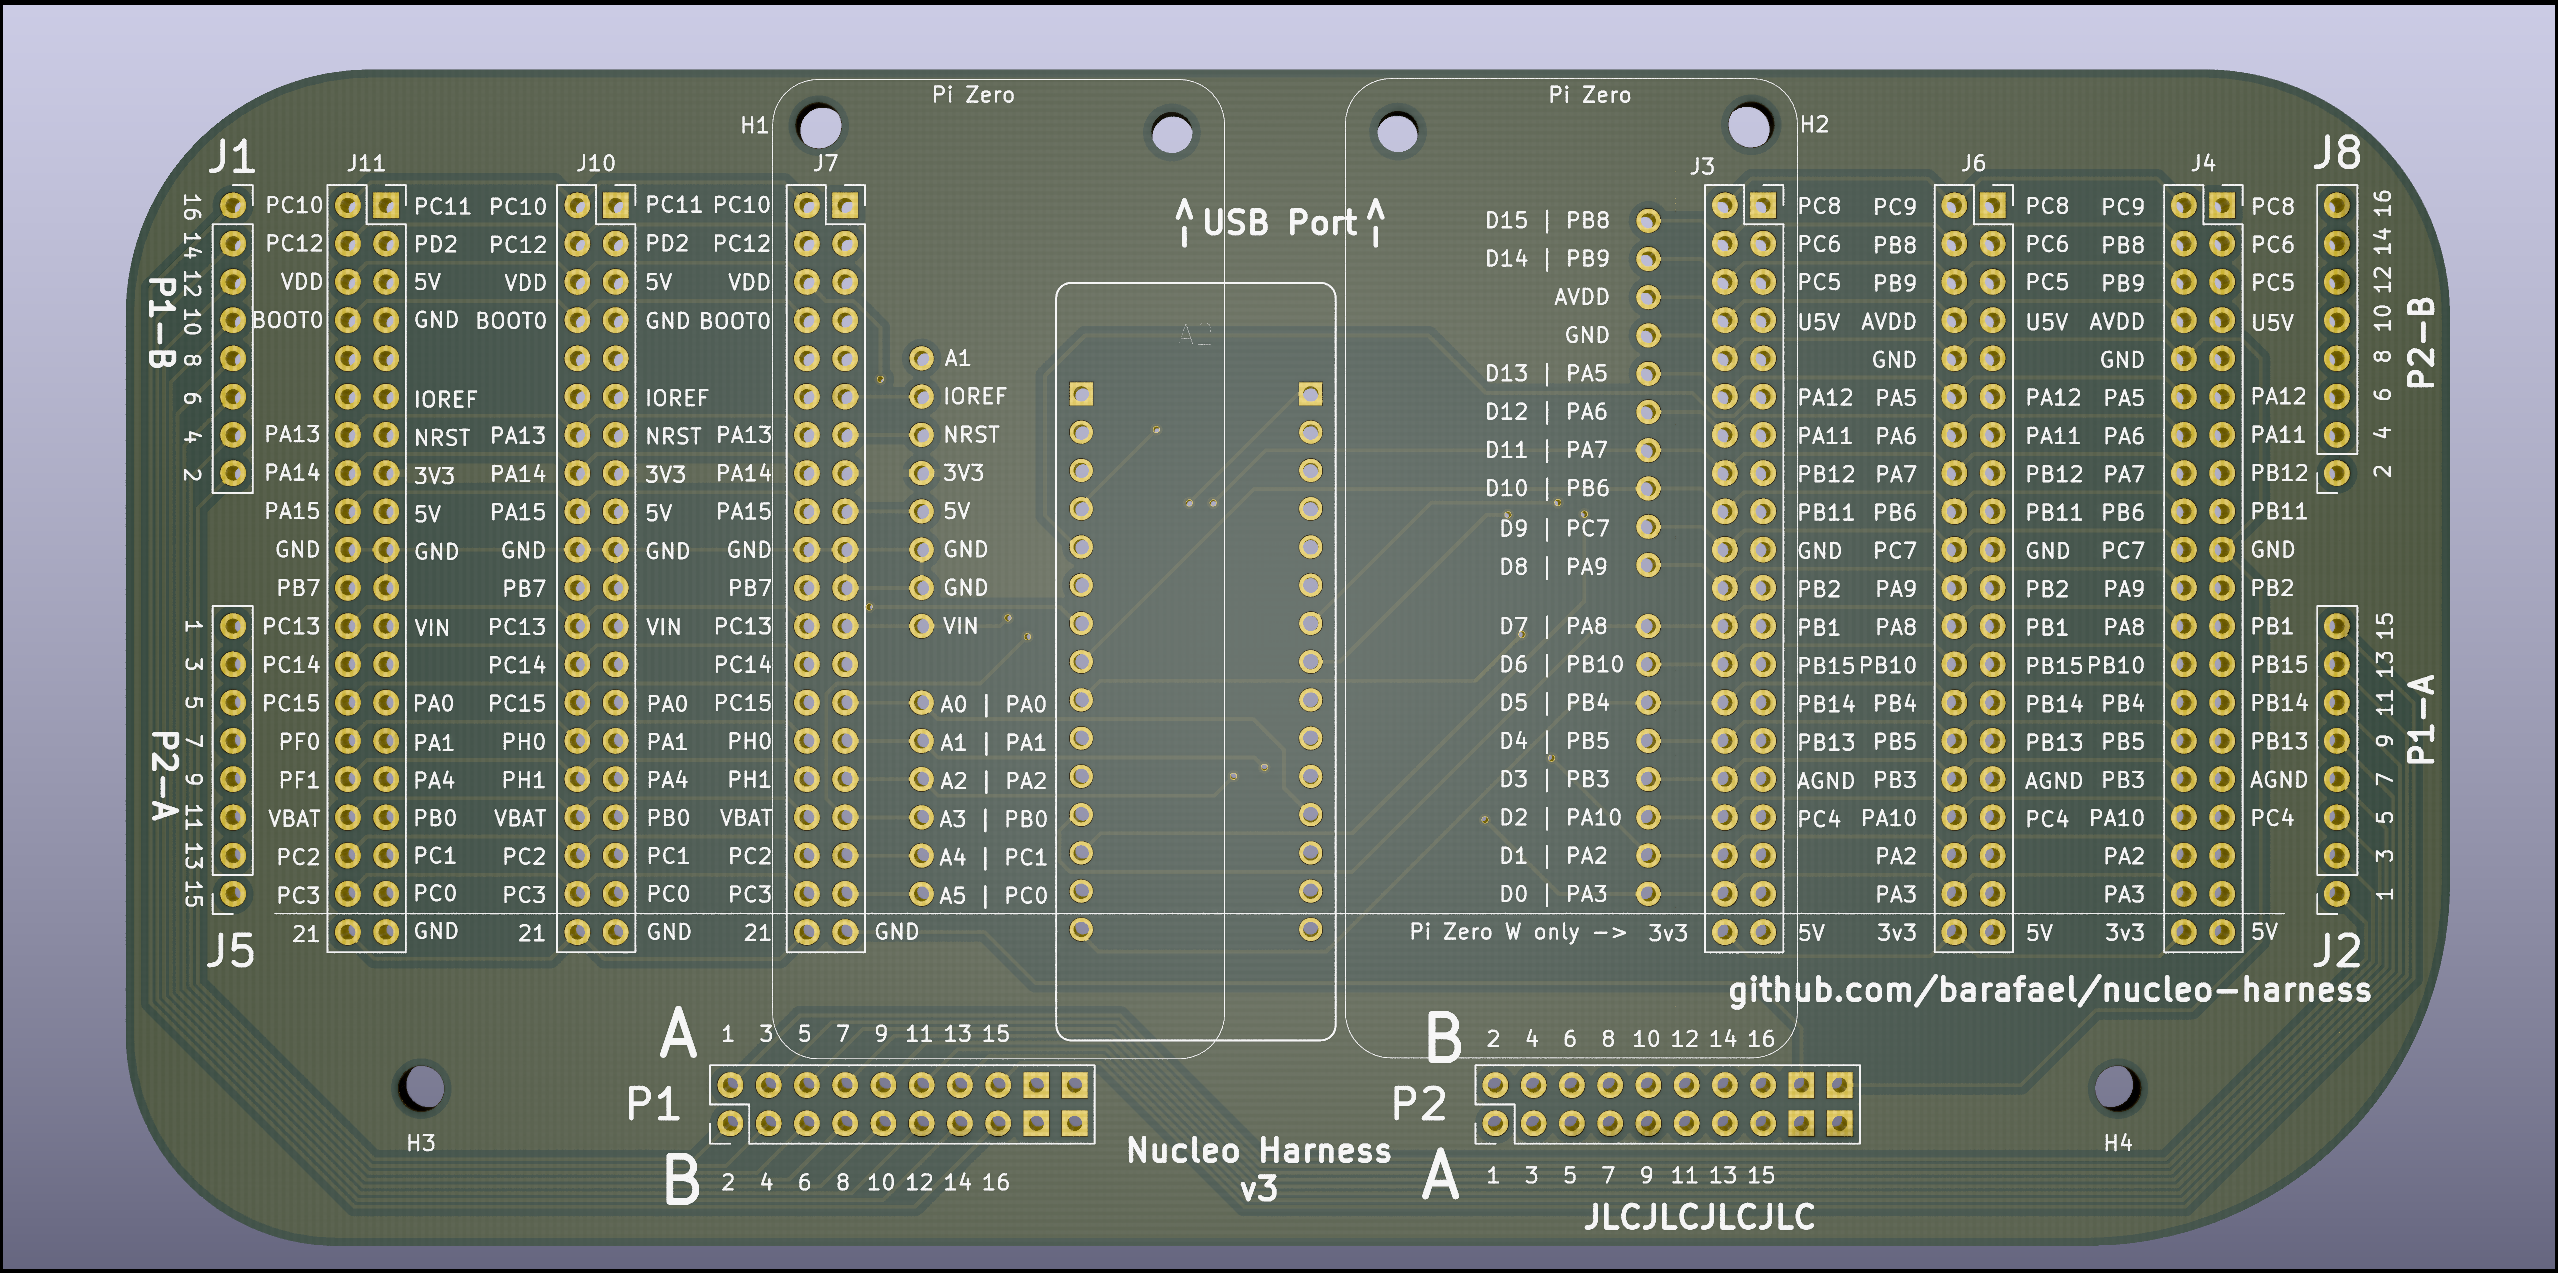 Pi Zero Pi Zero
H1 H2
J1 J11 J10 J7 J3 J6 J4 J8
16 PC10 PC11 PC10 PC11 PC10 PC8 PC9 PC8 PC9 PC8 16
^ USB Port ^
D15 | PB8
14 PC12 PD2 PC12 PD2 PC12 PC6 PB8 PC6 PB8 PC6 14
D14 | PB9
12 VDD 5V VDD 5V VDD PC5 PB9 PC5 PB9 PC5 12
AVDD
10 BOOT0 GND BOOT0 GND BOOT0 U5V AVDD U5V AVDD U5V 10
P1-B A2 GND P2-B
8 A1 GND GND 8
D13 | PA5
6 IOREF IOREF IOREF PA12 PA5 PA12 PA5 PA12 6
D12 | PA6
4 PA13 NRST PA13 NRST PA13 NRST PA11 PA6 PA11 PA6 PA11 4
D11 | PA7
2 PA14 3V3 PA14 3V3 PA14 3V3 PB12 PA7 PB12 PA7 PB12 2
D10 | PB6
PA15 5V PA15 5V PA15 5V PB11 PB6 PB11 PB6 PB11
D9 | PC7
GND GND GND GND GND GND GND PC7 GND PC7 GND
D8 | PA9
PB7 PB7 PB7 GND PB2 PA9 PB2 PA9 PB2
1 PC13 VIN PC13 VIN PC13 VIN D7 | PA8 PB1 PA8 PB1 PA8 PB1 15
3 PC14 PC14 PC14 D6 | PB10 PB15 PB10 PB15 PB10 PB15 13
5 PC15 PA0 PC15 PA0 PC15 A0 | PA0 D5 | PB4 PB14 PB4 PB14 PB4 PB14 11
P2-A P1-A
7 PF0 PA1 PH0 PA1 PH0 A1 | PA1 D4 | PB5 PB13 PB5 PB13 PB5 PB13 9
9 PF1 PA4 PH1 PA4 PH1 A2 | PA2 D3 | PB3 AGND PB3 AGND PB3 AGND 7
11 VBAT PB0 VBAT PB0 VBAT A3 | PB0 D2 | PA10 PC4 PA10 PC4 PA10 PC4 5
13 PC2 PC1 PC2 PC1 PC2 A4 | PC1 D1 | PA2 PA2 PA2 3
15 PC3 PC0 PC3 PC0 PC3 A5 | PC0 D0 | PA3 PA3 PA3 1
21 GND 21 GND 21 GND Pi Zero W only -> 3v3 5V 3v3 5V 3v3 5V
J5 J2
github.com/barafael/nucleo-harness
A 1 3 5 7 9 11 13 15 B 2 4 6 8 10 12 14 16
P1 P2
H3 H4
Nucleo Harness
v3
B 2 4 6 8 10 12 14 16 A 1 3 5 7 9 11 13 15
JLCJLCJLCJLC